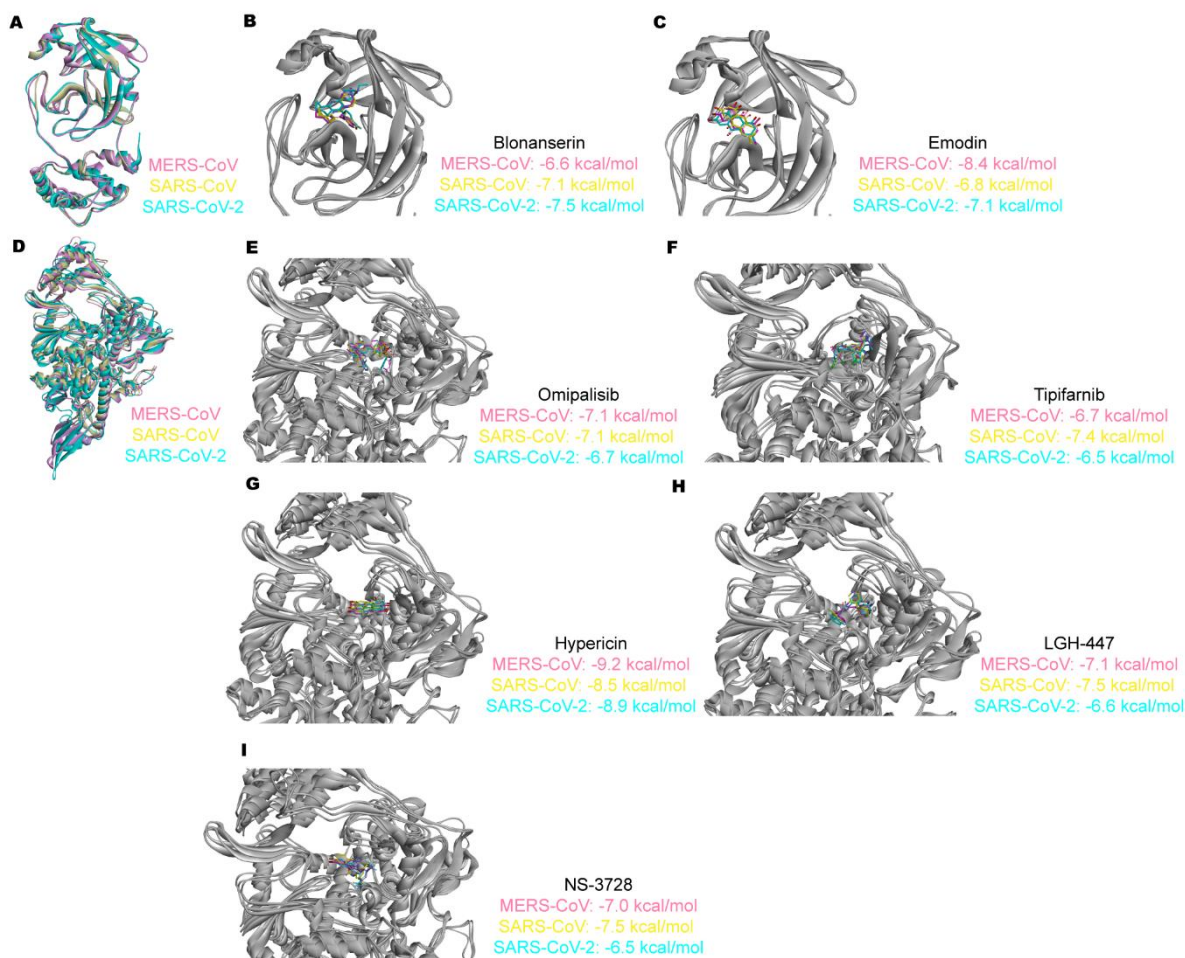 A
MERS-CoV
SARS-CoV
SARS-CoV-2
B
Blonanserin
MERS-CoV: -6.6 kcal/mol
SARS-CoV: -7.1 kcal/mol
SARS-CoV-2: -7.5 kcal/mol
C
Emodin
MERS-CoV: -8.4 kcal/mol
SARS-CoV: -6.8 kcal/mol
SARS-CoV-2: -7.1 kcal/mol
D
MERS-CoV
SARS-CoV
SARS-CoV-2
E
Omipalisib
MERS-CoV: -7.1 kcal/mol
SARS-CoV: -7.1 kcal/mol
SARS-CoV-2: -6.7 kcal/mol
F
Tipifarnib
MERS-CoV: -6.7 kcal/mol
SARS-CoV: -7.4 kcal/mol
SARS-CoV-2: -6.5 kcal/mol
G
Hypericin
MERS-CoV: -9.2 kcal/mol
SARS-CoV: -8.5 kcal/mol
SARS-CoV-2: -8.9 kcal/mol
H
LGH-447
MERS-CoV: -7.1 kcal/mol
SARS-CoV: -7.5 kcal/mol
SARS-CoV-2: -6.6 kcal/mol
I
NS-3728
MERS-CoV: -7.0 kcal/mol
SARS-CoV: -7.5 kcal/mol
SARS-CoV-2: -6.5 kcal/mol